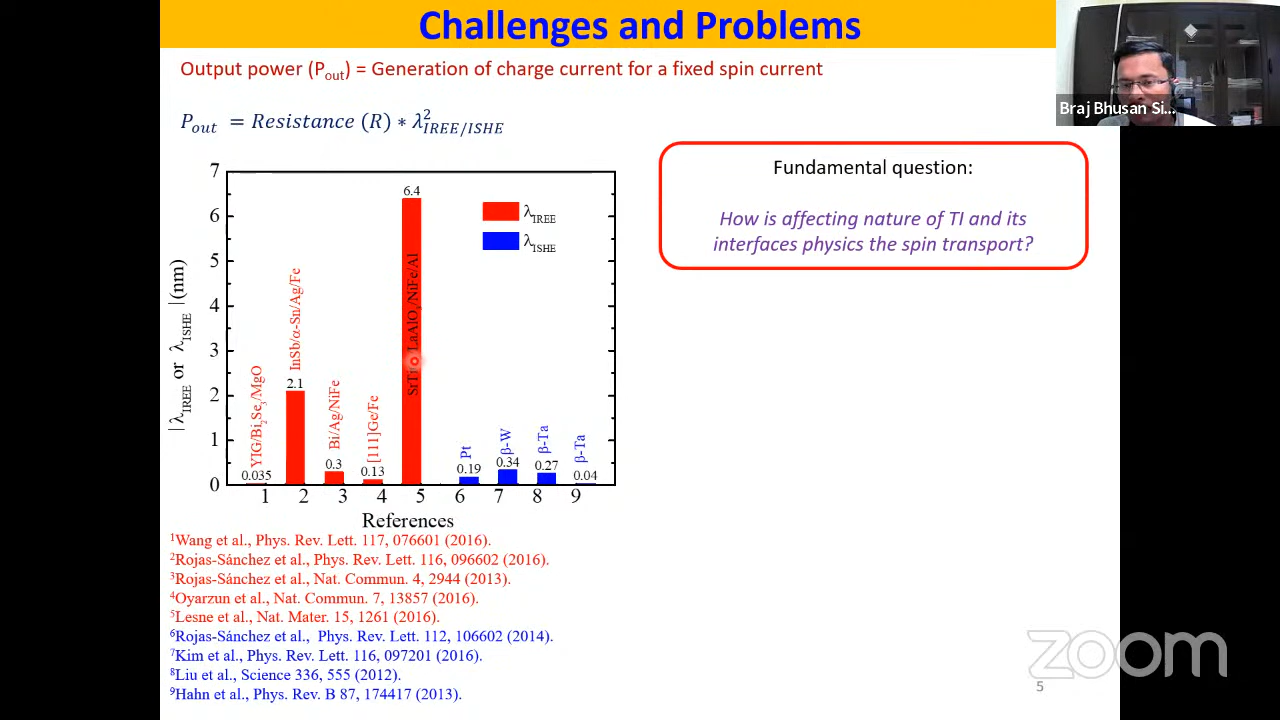 Challenges and Problems
Output power (Pout) = Generation of charge current for a fixed spin current
Pout = Resistance (R) * λ²IREE/ISHE
Braj Bhusan Si...
Fundamental question:
How is affecting nature of TI and its
interfaces physics the spin transport?
|λIREE or λISHE|(nm)
7
6
5
4
3
2
1
0
λIREE
λISHE
YIG/Bi2Se3/MgO
0.035
InSb/α-Sn/Ag/Fe
2.1
Bi/Ag/NiFe
0.3
[111]Ge/Fe
0.13
6.4
LaAlO3/NiFe/Al
Pt
0.19
β-W
0.34
β-Ta
0.27
β-Ta
0.04
1 2 3 4 5 6 7 8 9
References
¹Wang et al., Phys. Rev. Lett. 117, 076601 (2016).
²Rojas-Sánchez et al., Phys. Rev. Lett. 116, 096602 (2016).
³Rojas-Sánchez et al., Nat. Commun. 4, 2944 (2013).
⁴Oyarzun et al., Nat. Commun. 7, 13857 (2016).
⁵Lesne et al., Nat. Mater. 15, 1261 (2016).
⁶Rojas-Sánchez et al., Phys. Rev. Lett. 112, 106602 (2014).
⁷Kim et al., Phys. Rev. Lett. 116, 097201 (2016).
⁸Liu et al., Science 336, 555 (2012).
⁹Hahn et al., Phys. Rev. B 87, 174417 (2013).
zoom
5